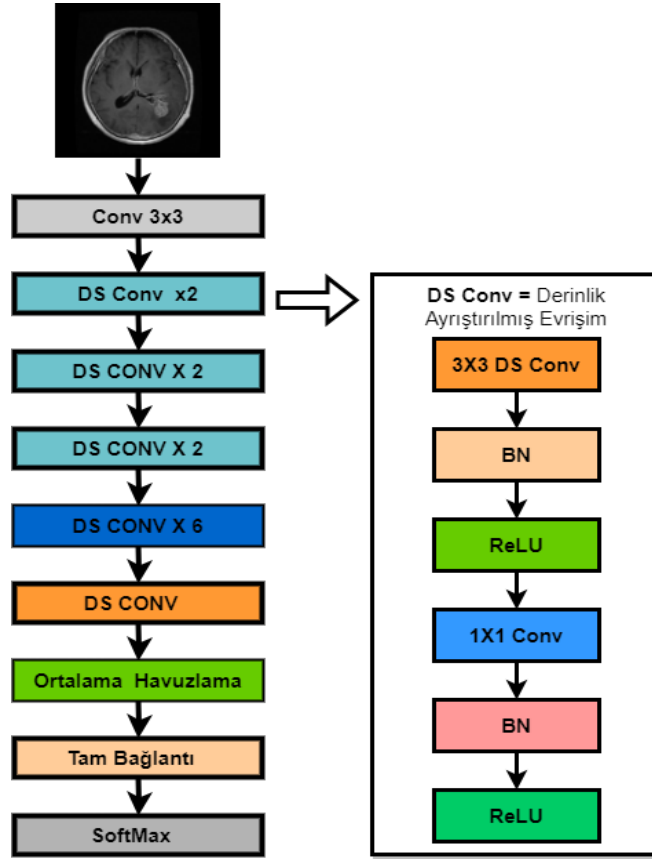 Conv 3x3
DS Conv x2
DS CONV X 2
DS CONV X 2
DS CONV X 6
DS CONV
Ortalama Havuzlama
Tam Bağlantı
SoftMax
DS Conv = Derinlik
Ayrıştırılmış Evrişim
3X3 DS Conv
BN
ReLU
1X1 Conv
BN
ReLU